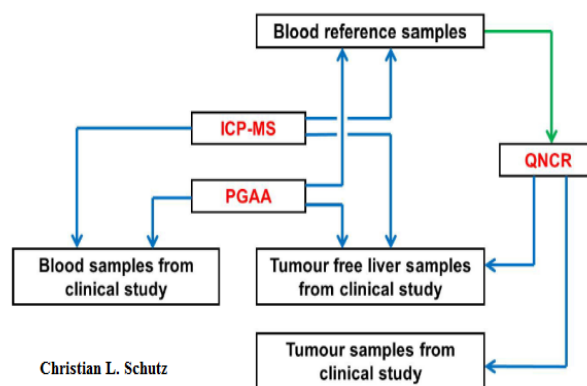 Blood reference samples
ICP-MS
QNCR
PGAA
Blood samples from
clinical study
Tumour free liver samples
from clinical study
Tumour samples from
clinical study
Christian L. Schutz